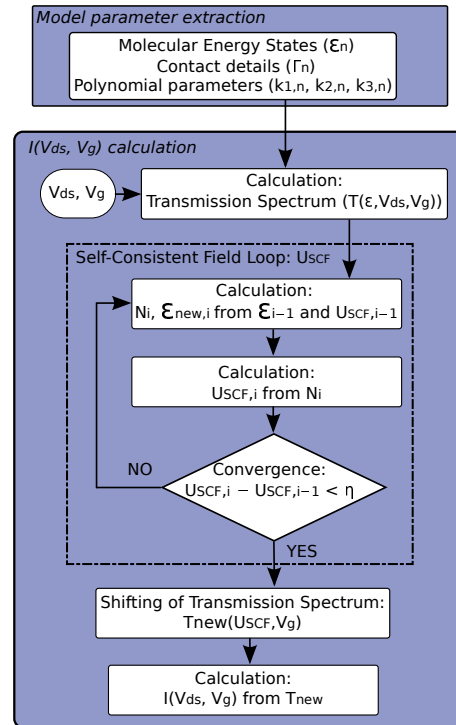 Model parameter extraction
Molecular Energy States (Ɛn)
Contact details (Γn)
Polynomial parameters (k1,n, k2,n, k3,n)
I(Vds, Vg) calculation
Vds, Vg
Calculation:
Transmission Spectrum (T(ε,Vds,Vg))
Self-Consistent Field Loop: USCF
Calculation:
Ni, Ɛnew,i from Ɛi−1 and USCF,i−1
Calculation:
USCF,i from Ni
NO
Convergence:
USCF,i − USCF,i−1 < η
YES
Shifting of Transmission Spectrum:
Tnew(USCF,Vg)
Calculation:
I(Vds, Vg) from Tnew